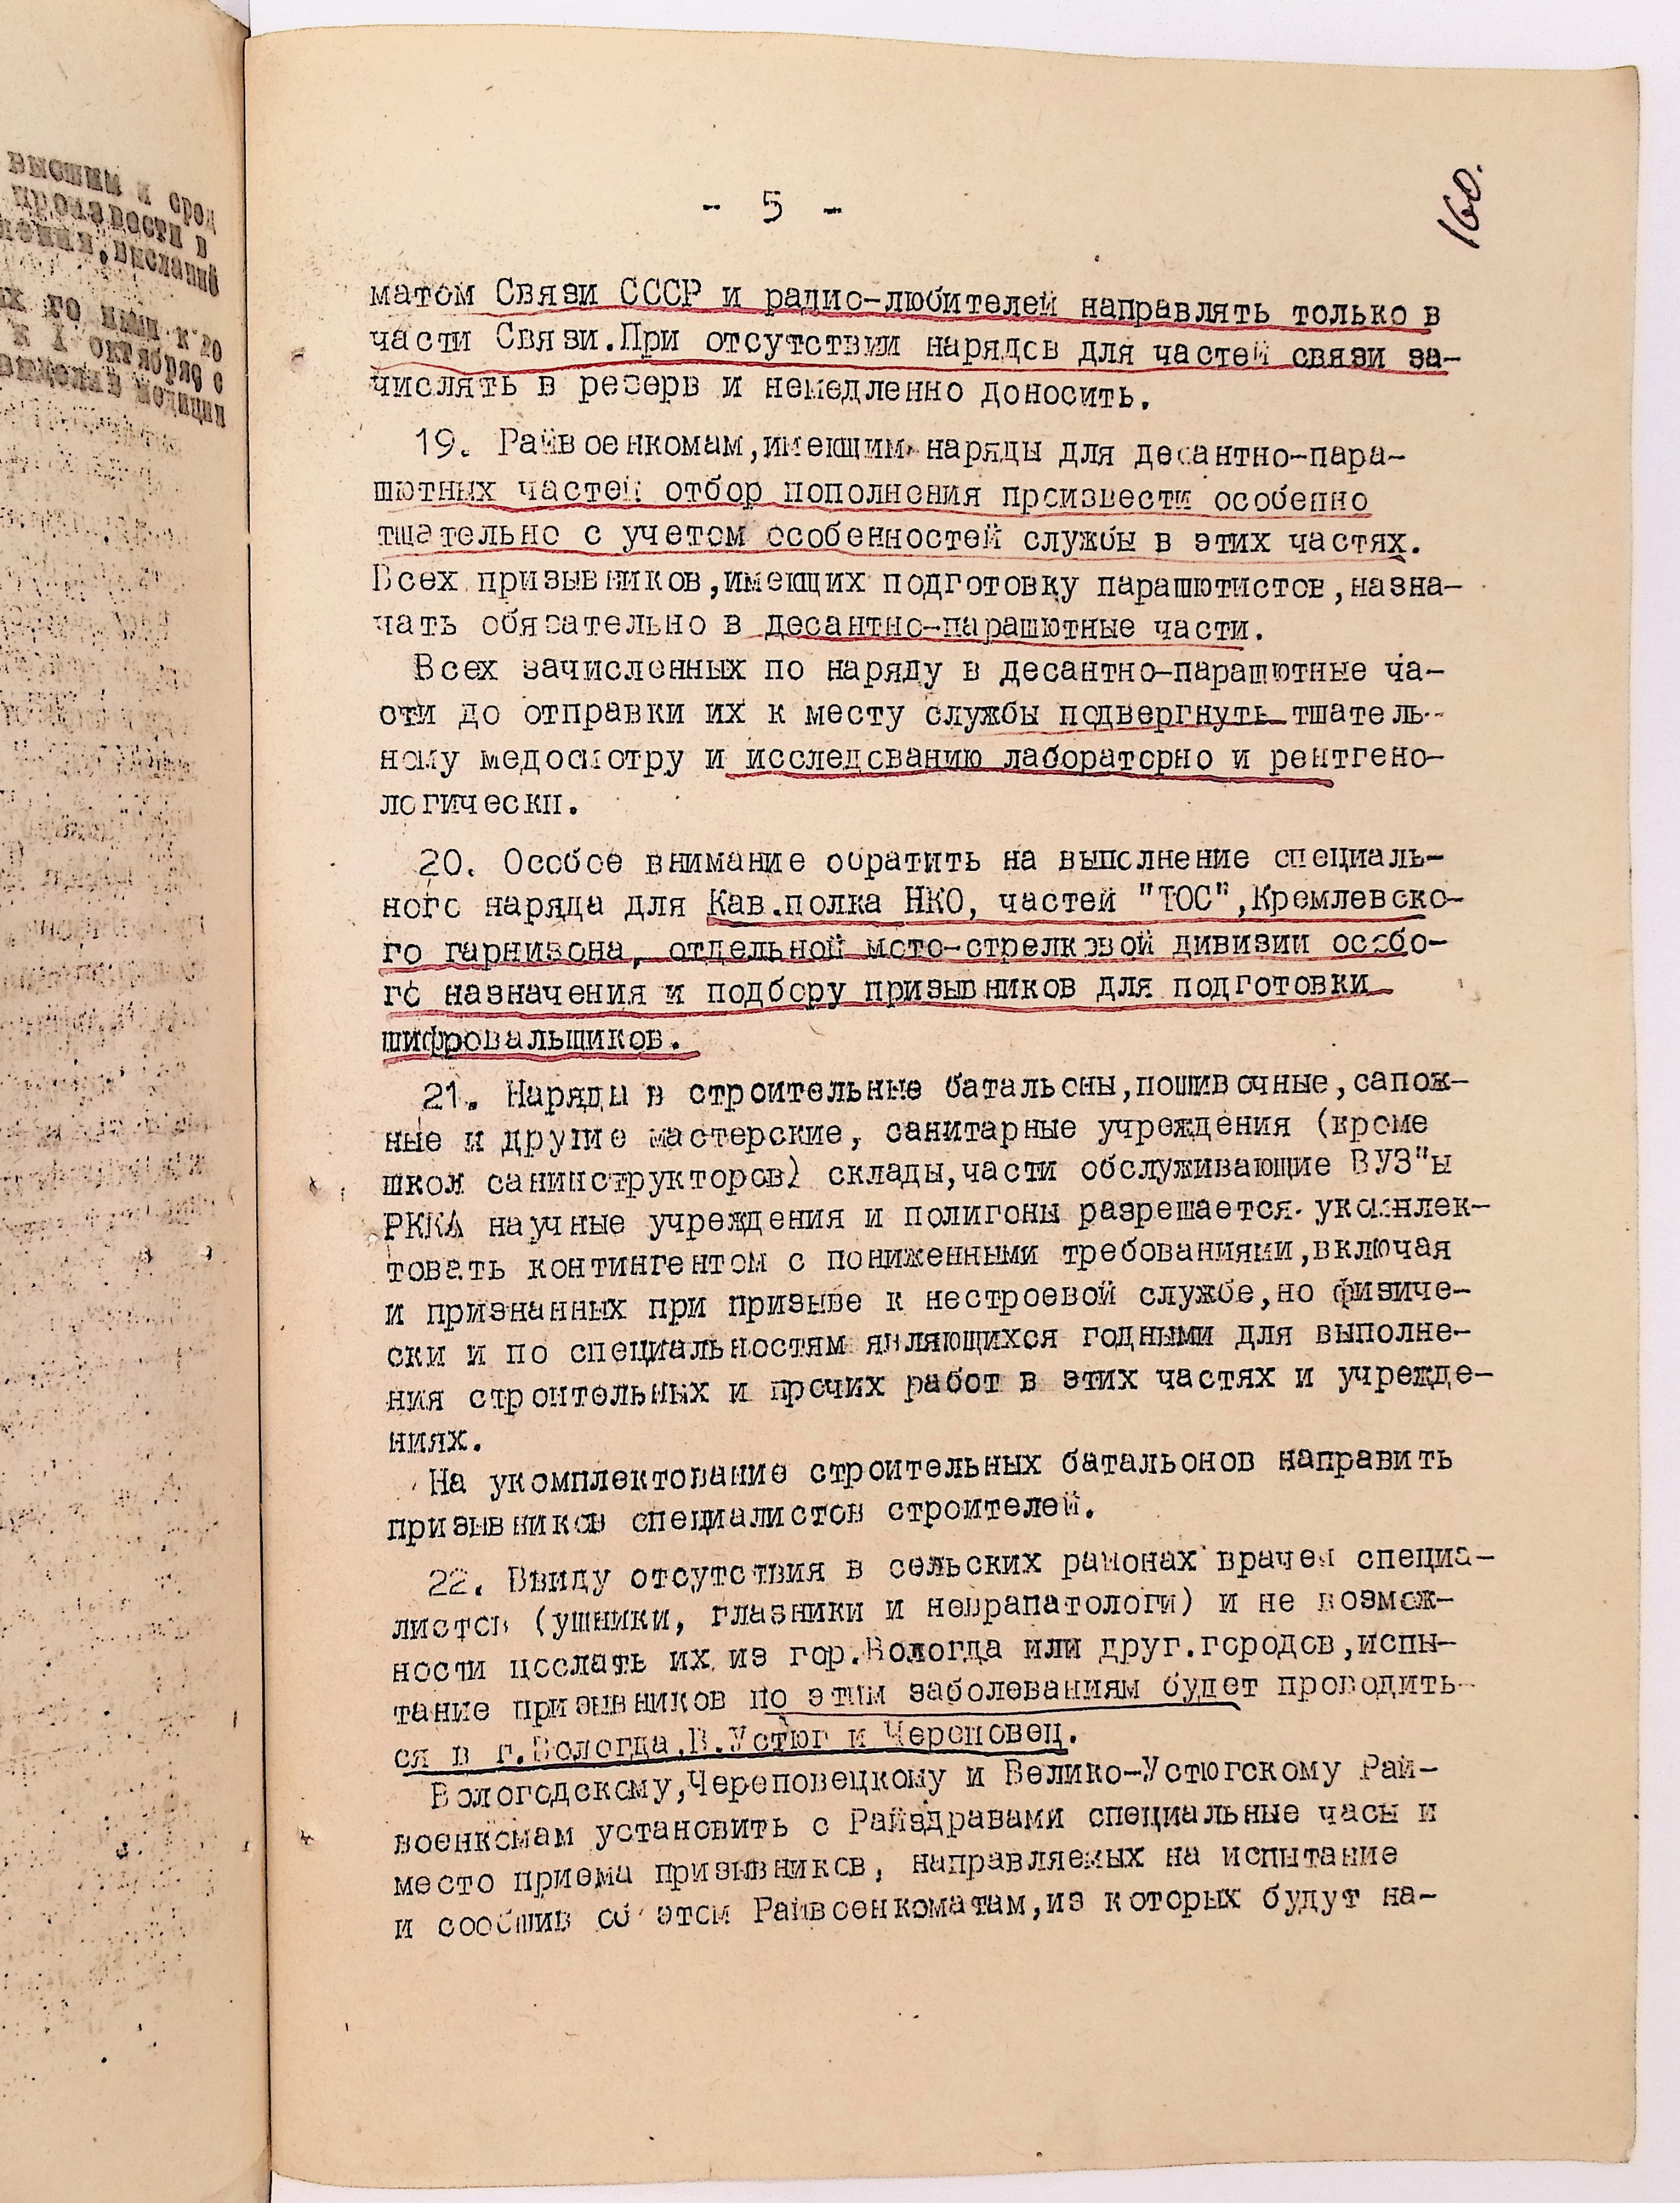 высшим и сред
произвести в
высланной
к 20
к 1 октября с
160.
- 5 -
матом Связи СССР и радио-любителей направлять только в
части Связи.При отсутствии нарядов для частей связи за-
числять в резерв и немедленно доносить.
19. Райвоенкомам,имеющим наряды для десантно-пара-
шютных частей отбор пополнения произвести особенно
тщательно с учетом особенностей службы в этих частях.
Всех призывников,имеющих подготовку парашютистов,назна-
чать обязательно в десантно-парашютные части.
Всех зачисленных по наряду в десантно-парашютные ча-
сти до отправки их к месту службы подвергнуть тшатель-
ному медосмотру и исследованию лабораторно и рентгено-
логически.
20. Особое внимание обратить на выполнение специаль-
ного наряда для Кав.полка НКО, частей "ТОС",Кремлевско-
го гарнизона, отдельной мото-стрелковой дивизии особо-
го назначения и подбору призывников для подготовки
шифровальщиков.
21. Наряды в строительные батальоны,пошивочные,сапож-
ные и другие мастерские, санитарные учреждения (кроме
школ санинструкторов) склады,части обслуживающие ВУЗ"ы
РККА научные учреждения и полигоны разрешается укомплек-
товать контингентом с пониженными требованиями,включая
и признанных при призыве к нестроевой службе,но физиче-
ски и по специальностям являющихся годными для выполне-
ния строительных и прочих работ в этих частях и учрежде-
ниях.
На укомплектование строительных батальонов направить
призывников специалистов строителей.
22. Ввиду отсутствия в сельских районах врачей специа-
листов (ушники, глазники и неврапатологи) и не возмож-
ности послать их из гор.Вологда или друг.городов,испы-
тание призывников по этим заболеваниям будет проводить-
ся в г.Вологда,В.Устюг и Череповец.
Вологодскому,Череповецкому и Велико-Устюгскому Рай-
военкомам установить с Райздравами специальные часы и
место приема призывников, направляемых на испытание
и сообшив об этом Райвоенкоматам,из которых будут на-